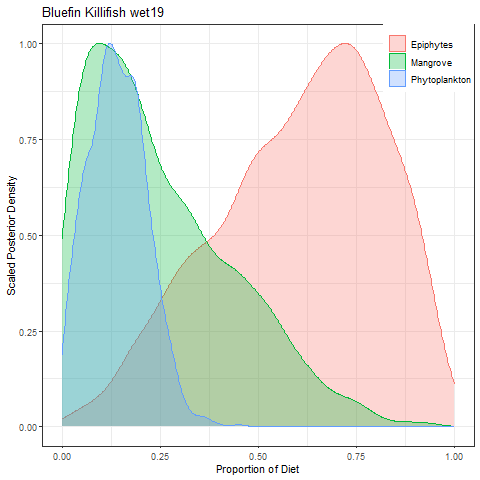 Bluefin Killifish wet19
Epiphytes
Mangrove
Phytoplankton
1.00
0.75
0.50
0.25
0.00
Scaled Posterior Density
0.00 0.25 0.50 0.75 1.00
Proportion of Diet